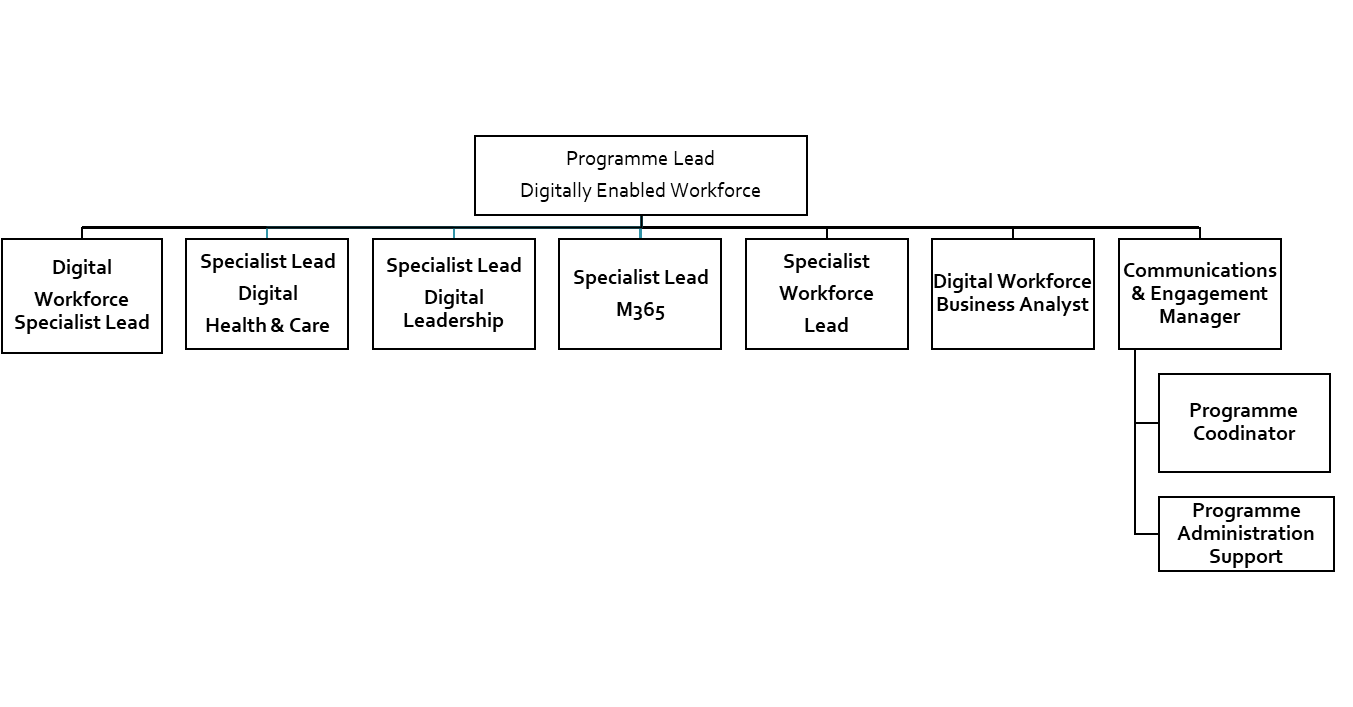 Programme Lead
Digitally Enabled Workforce
Digital
Workforce
Specialist Lead
Specialist Lead
Digital
Health & Care
Specialist Lead
Digital
Leadership
Specialist Lead
M365
Specialist
Workforce
Lead
Digital Workforce
Business Analyst
Communications
& Engagement
Manager
Programme
Coodinator
Programme
Administration
Support